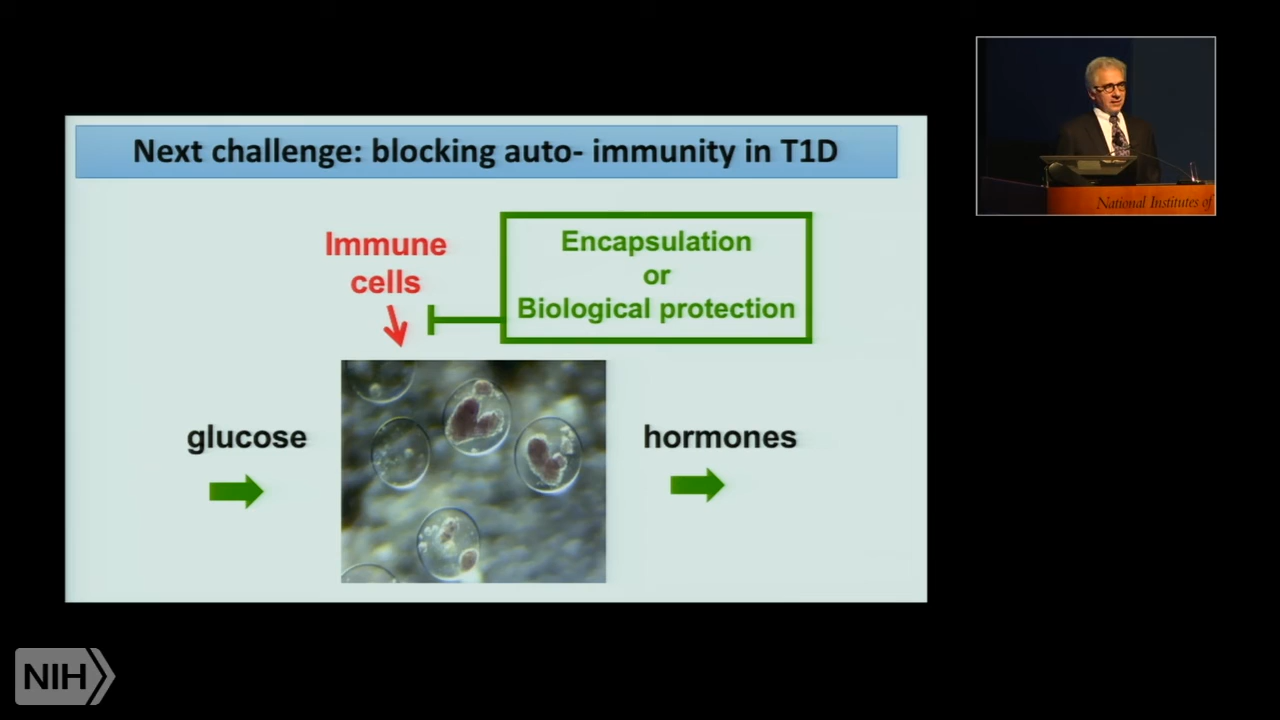 Next challenge: blocking auto- immunity in T1D
Immune
cells
Encapsulation
or
Biological protection
glucose
hormones
National Institutes of
NIH